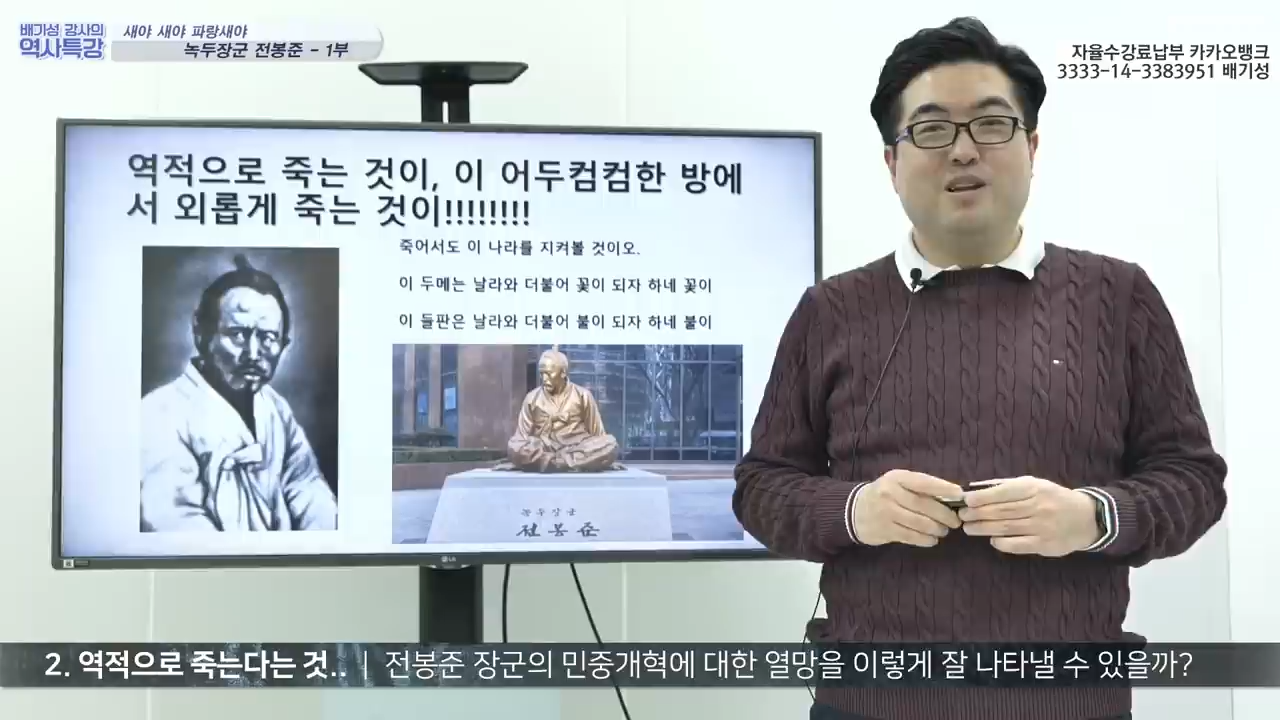 배기성 강사의
역사특강
새야 새야 파랑새야
녹두장군 전봉준 - 1부
자율수강료납부 카카오뱅크
3333-14-3383951 배기성
역적으로 죽는 것이, 이 어두컴컴한 방에
서 외롭게 죽는 것이!!!!!!!!
죽어서도 이 나라를 지켜볼 것이오.
이 두메는 날라와 더불어 꽃이 되자 하네 꽃이
이 들판은 날라와 더불어 불이 되자 하네 불이
녹두장군
전봉준
LG
2. 역적으로 죽는다는 것.. | 전봉준 장군의 민중개혁에 대한 열망을 이렇게 잘 나타낼 수 있을까?